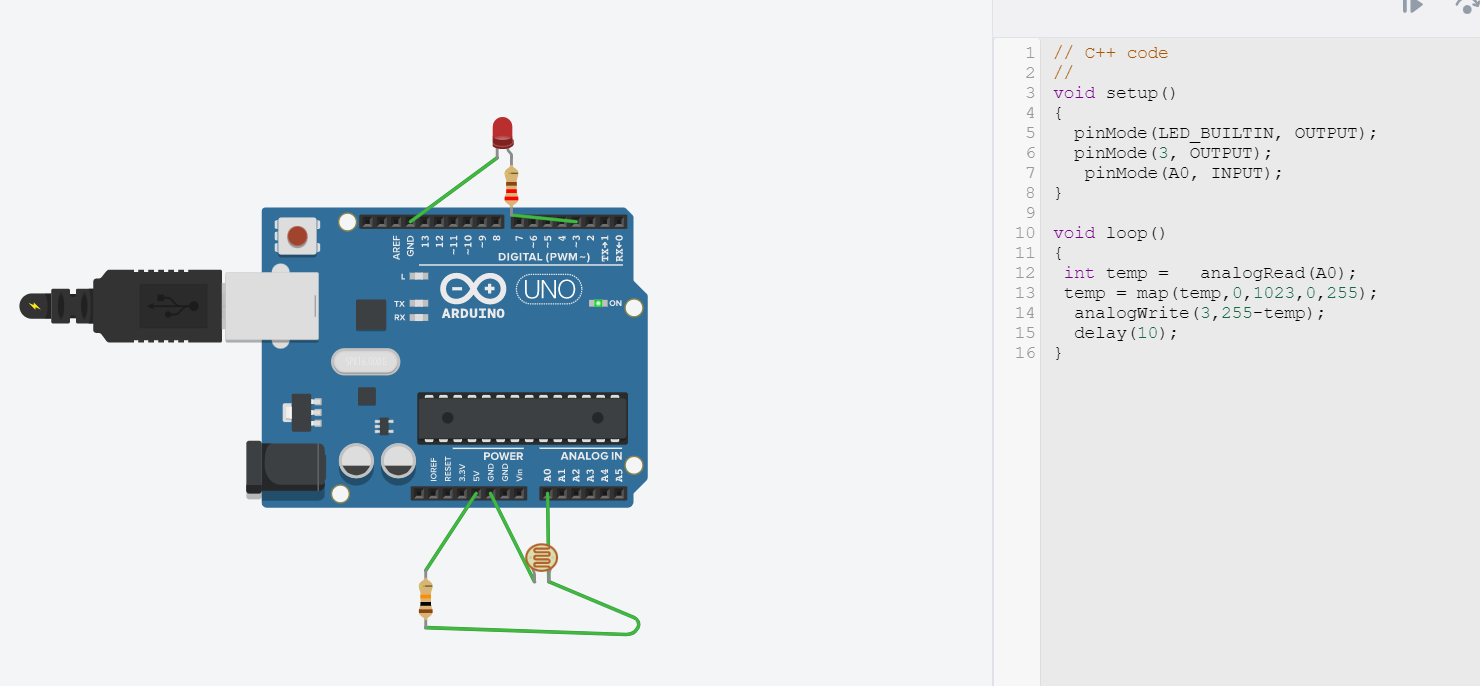 AREF
GND
13
12
~11
~10
~9
8
7
~6
~5
4
~3
2
TX→1
RX←0
DIGITAL (PWM~)
L
TX
RX
UNO
ON
ARDUINO
POWER
ANALOG IN
IOREF
RESET
3.3V
5V
GND
GND
Vin
A0
A1
A2
A3
A4
A5
1 // C++ code
2 //
3 void setup()
4 {
5   pinMode(LED_BUILTIN, OUTPUT);
6   pinMode(3, OUTPUT);
7    pinMode(A0, INPUT);
8 }
9
10 void loop()
11 {
12  int temp =   analogRead(A0);
13  temp = map(temp,0,1023,0,255);
14   analogWrite(3,255-temp);
15   delay(10);
16 }